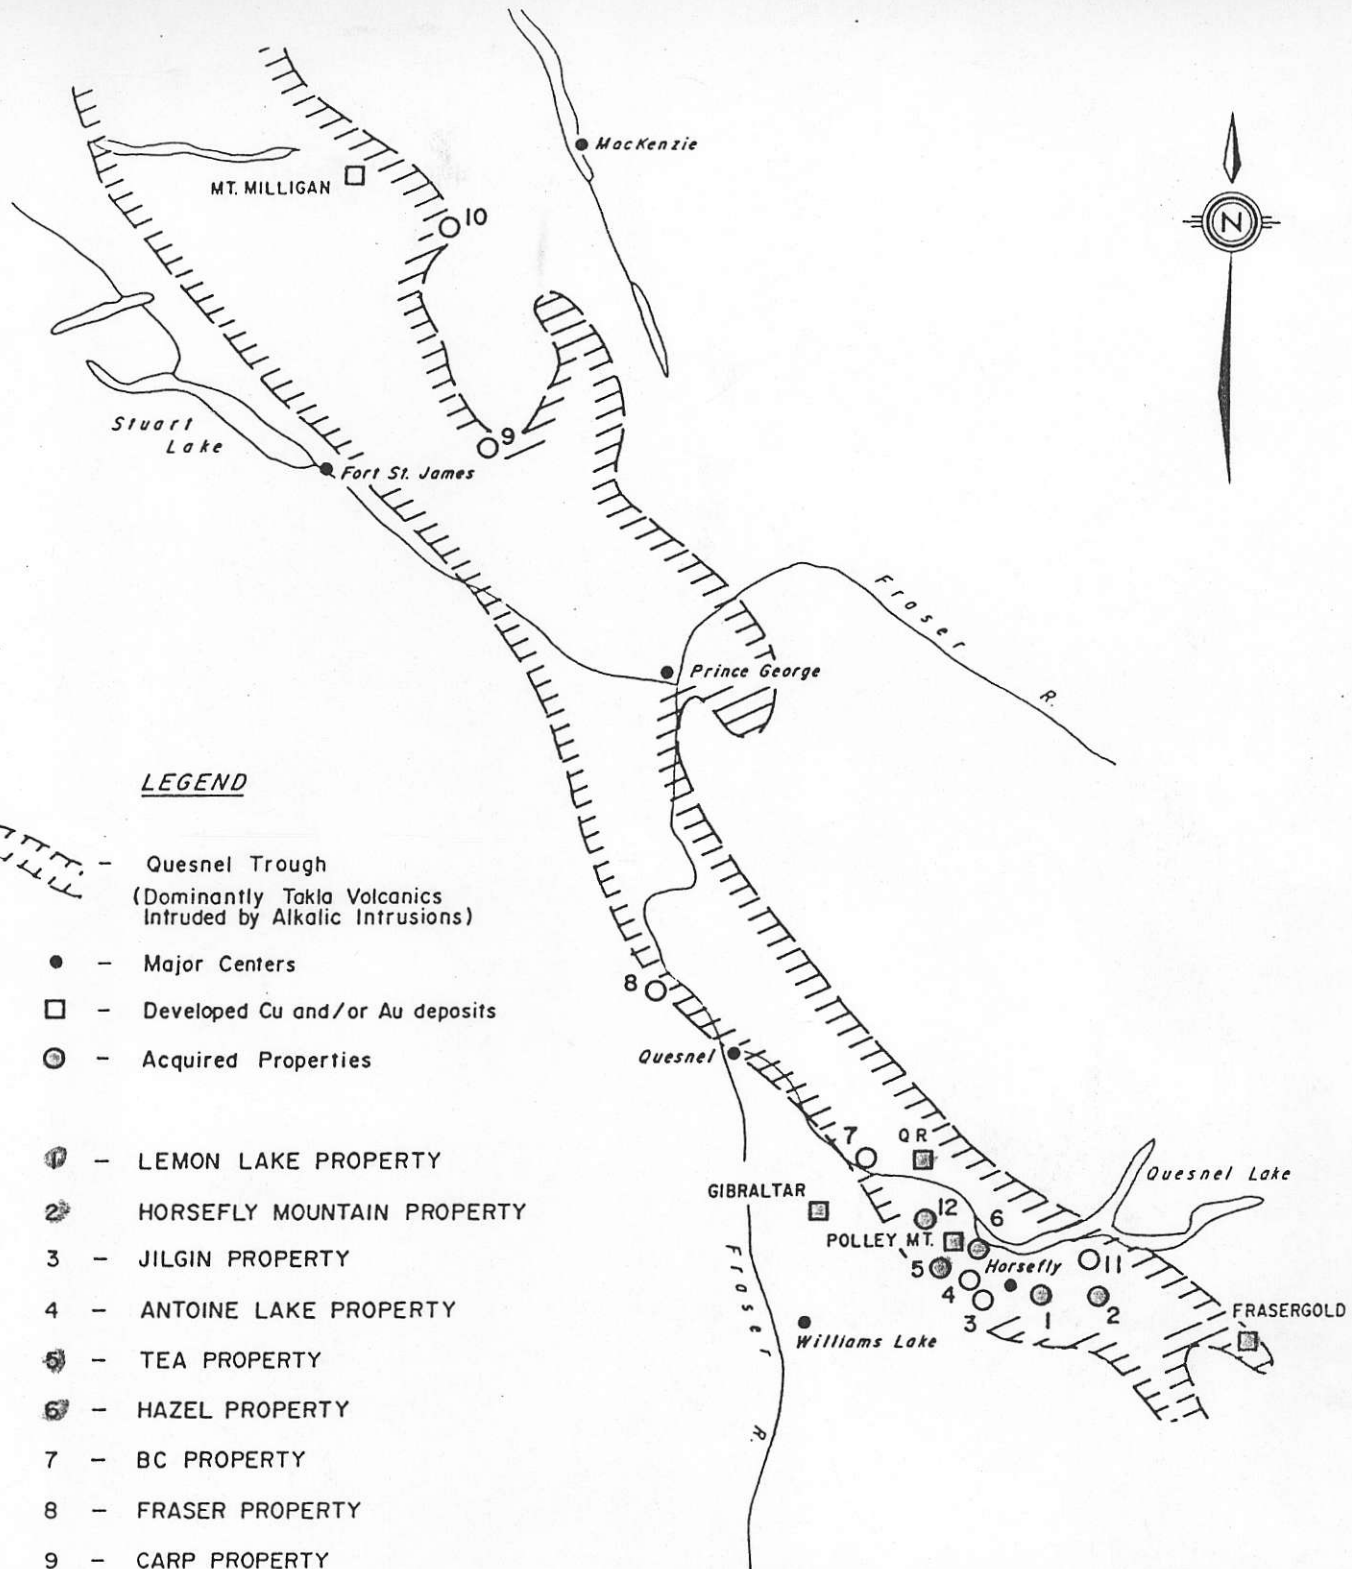 MacKenzie
MT. MILLIGAN
10
N
9
Stuart
Lake
Fort St. James
Fraser
R.
Prince George
LEGEND
- Quesnel Trough
(Dominantly Takla Volcanics
Intruded by Alkalic Intrusions)
- Major Centers
- Developed Cu and/or Au deposits
- Acquired Properties
8
Quesnel
7
QR
Quesnel Lake
GIBRALTAR
12
6
POLLEY MT.
5
Horsefly
11
4
3
1
2
FRASERGOLD
Williams Lake
Fraser
R.
1 - LEMON LAKE PROPERTY
2 - HORSEFLY MOUNTAIN PROPERTY
3 - JILGIN PROPERTY
4 - ANTOINE LAKE PROPERTY
5 - TEA PROPERTY
6 - HAZEL PROPERTY
7 - BC PROPERTY
8 - FRASER PROPERTY
9 - CARP PROPERTY